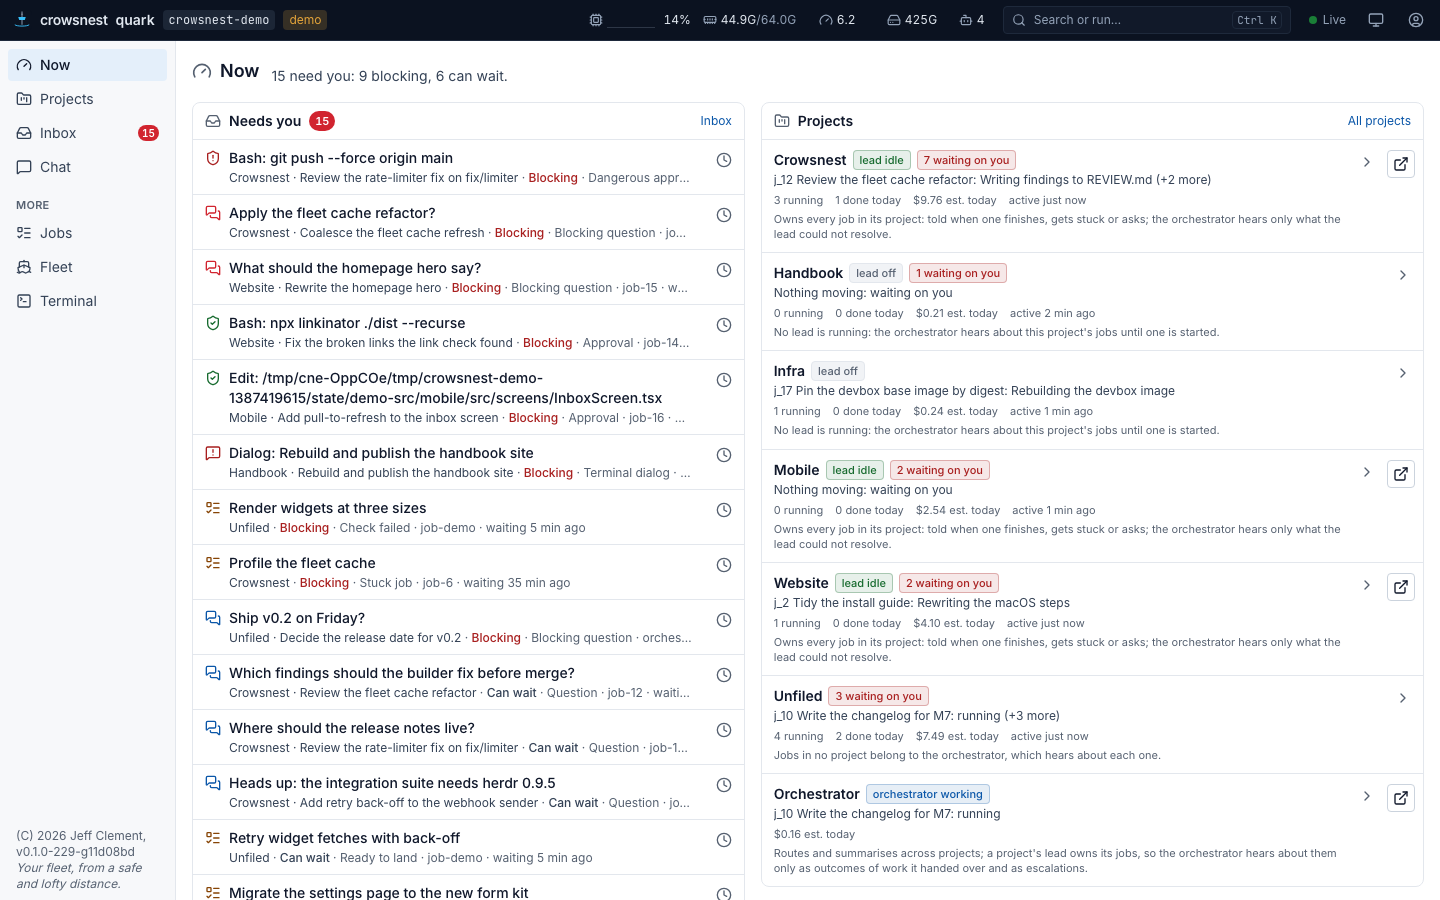 crowsnest quark crowsnest-demo demo 14% 44.9G/64.0G 6.2 425G 4 Search or run... Ctrl K Live
Now
Projects
Inbox 15
Chat
MORE
Jobs
Fleet
Terminal
(C) 2026 Jeff Clement,
v0.1.0-229-g11d08bd
Your fleet, from a safe
and lofty distance.
Now 15 need you: 9 blocking, 6 can wait.
Needs you 15 Inbox
Bash: git push --force origin main
Crowsnest · Review the rate-limiter fix on fix/limiter · Blocking · Dangerous appr...
Apply the fleet cache refactor?
Crowsnest · Coalesce the fleet cache refresh · Blocking · Blocking question · jo...
What should the homepage hero say?
Website · Rewrite the homepage hero · Blocking · Blocking question · job-15 · w...
Bash: npx linkinator ./dist --recurse
Website · Fix the broken links the link check found · Blocking · Approval · job-14...
Edit: /tmp/cne-OppCOe/tmp/crowsnest-demo-
1387419615/state/demo-src/mobile/src/screens/InboxScreen.tsx
Mobile · Add pull-to-refresh to the inbox screen · Blocking · Approval · job-16 · ...
Dialog: Rebuild and publish the handbook site
Handbook · Rebuild and publish the handbook site · Blocking · Terminal dialog · ...
Render widgets at three sizes
Unfiled · Blocking · Check failed · job-demo · waiting 5 min ago
Profile the fleet cache
Crowsnest · Blocking · Stuck job · job-6 · waiting 35 min ago
Ship v0.2 on Friday?
Unfiled · Decide the release date for v0.2 · Blocking · Blocking question · orches...
Which findings should the builder fix before merge?
Crowsnest · Review the fleet cache refactor · Can wait · Question · job-12 · waiti...
Where should the release notes live?
Crowsnest · Review the rate-limiter fix on fix/limiter · Can wait · Question · job-1...
Heads up: the integration suite needs herdr 0.9.5
Crowsnest · Add retry back-off to the webhook sender · Can wait · Question · jo...
Retry widget fetches with back-off
Unfiled · Can wait · Ready to land · job-demo · waiting 5 min ago
Migrate the settings page to the new form kit
Projects All projects
Crowsnest lead idle 7 waiting on you
j_12 Review the fleet cache refactor: Writing findings to REVIEW.md (+2 more)
3 running 1 done today $9.76 est. today active just now
Owns every job in its project: told when one finishes, gets stuck or asks; the orchestrator hears only what the
lead could not resolve.
Handbook lead off 1 waiting on you
Nothing moving: waiting on you
0 running 0 done today $0.21 est. today active 2 min ago
No lead is running: the orchestrator hears about this project's jobs until one is started.
Infra lead off
j_17 Pin the devbox base image by digest: Rebuilding the devbox image
1 running 0 done today $0.24 est. today active 1 min ago
No lead is running: the orchestrator hears about this project's jobs until one is started.
Mobile lead idle 2 waiting on you
Nothing moving: waiting on you
0 running 0 done today $2.54 est. today active 1 min ago
Owns every job in its project: told when one finishes, gets stuck or asks; the orchestrator hears only what the
lead could not resolve.
Website lead idle 2 waiting on you
j_2 Tidy the install guide: Rewriting the macOS steps
1 running 0 done today $4.10 est. today active just now
Owns every job in its project: told when one finishes, gets stuck or asks; the orchestrator hears only what the
lead could not resolve.
Unfiled 3 waiting on you
j_10 Write the changelog for M7: running (+3 more)
4 running 2 done today $7.49 est. today active just now
Jobs in no project belong to the orchestrator, which hears about each one.
Orchestrator orchestrator working
j_10 Write the changelog for M7: running
$0.16 est. today
Routes and summarises across projects; a project's lead owns its jobs, so the orchestrator hears about them
only as outcomes of work it handed over and as escalations.